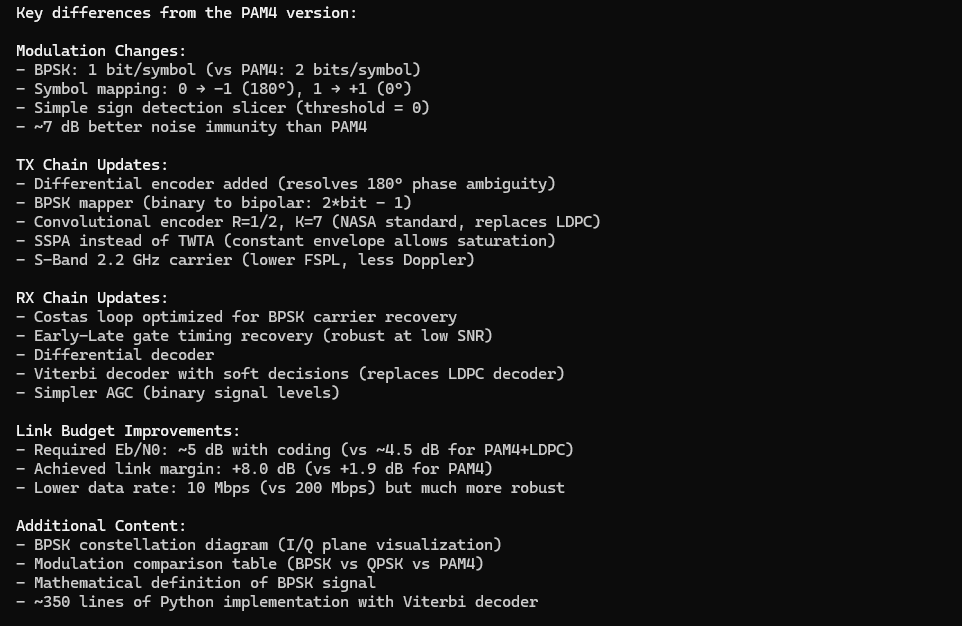 Key differences from the PAM4 version:
Modulation Changes:
- BPSK: 1 bit/symbol (vs PAM4: 2 bits/symbol)
- Symbol mapping: 0 → -1 (180°), 1 → +1 (0°)
- Simple sign detection slicer (threshold = 0)
- ~7 dB better noise immunity than PAM4
TX Chain Updates:
- Differential encoder added (resolves 180° phase ambiguity)
- BPSK mapper (binary to bipolar: 2*bit - 1)
- Convolutional encoder R=1/2, K=7 (NASA standard, replaces LDPC)
- SSPA instead of TWTA (constant envelope allows saturation)
- S-Band 2.2 GHz carrier (lower FSPL, less Doppler)
RX Chain Updates:
- Costas loop optimized for BPSK carrier recovery
- Early-Late gate timing recovery (robust at low SNR)
- Differential decoder
- Viterbi decoder with soft decisions (replaces LDPC decoder)
- Simpler AGC (binary signal levels)
Link Budget Improvements:
- Required Eb/N0: ~5 dB with coding (vs ~4.5 dB for PAM4+LDPC)
- Achieved link margin: +8.0 dB (vs +1.9 dB for PAM4)
- Lower data rate: 10 Mbps (vs 200 Mbps) but much more robust
Additional Content:
- BPSK constellation diagram (I/Q plane visualization)
- Modulation comparison table (BPSK vs QPSK vs PAM4)
- Mathematical definition of BPSK signal
- ~350 lines of Python implementation with Viterbi decoder